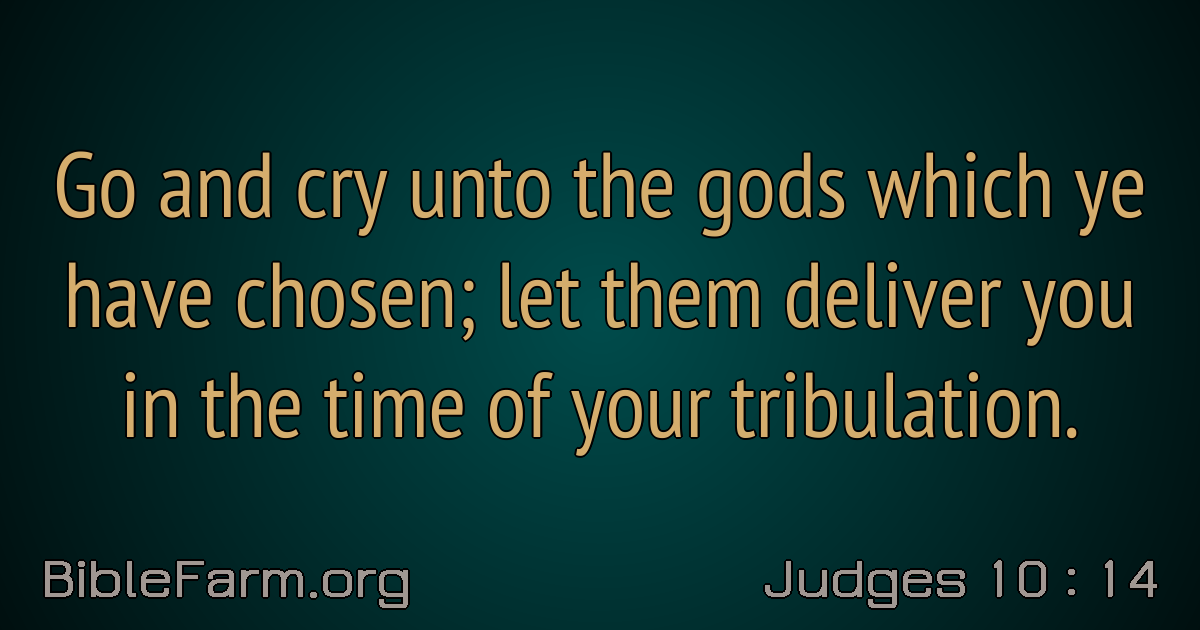 Go and cry unto the gods which ye
have chosen; let them deliver you
in the time of your tribulation.
BibleFarm.org
Judges 10 : 14